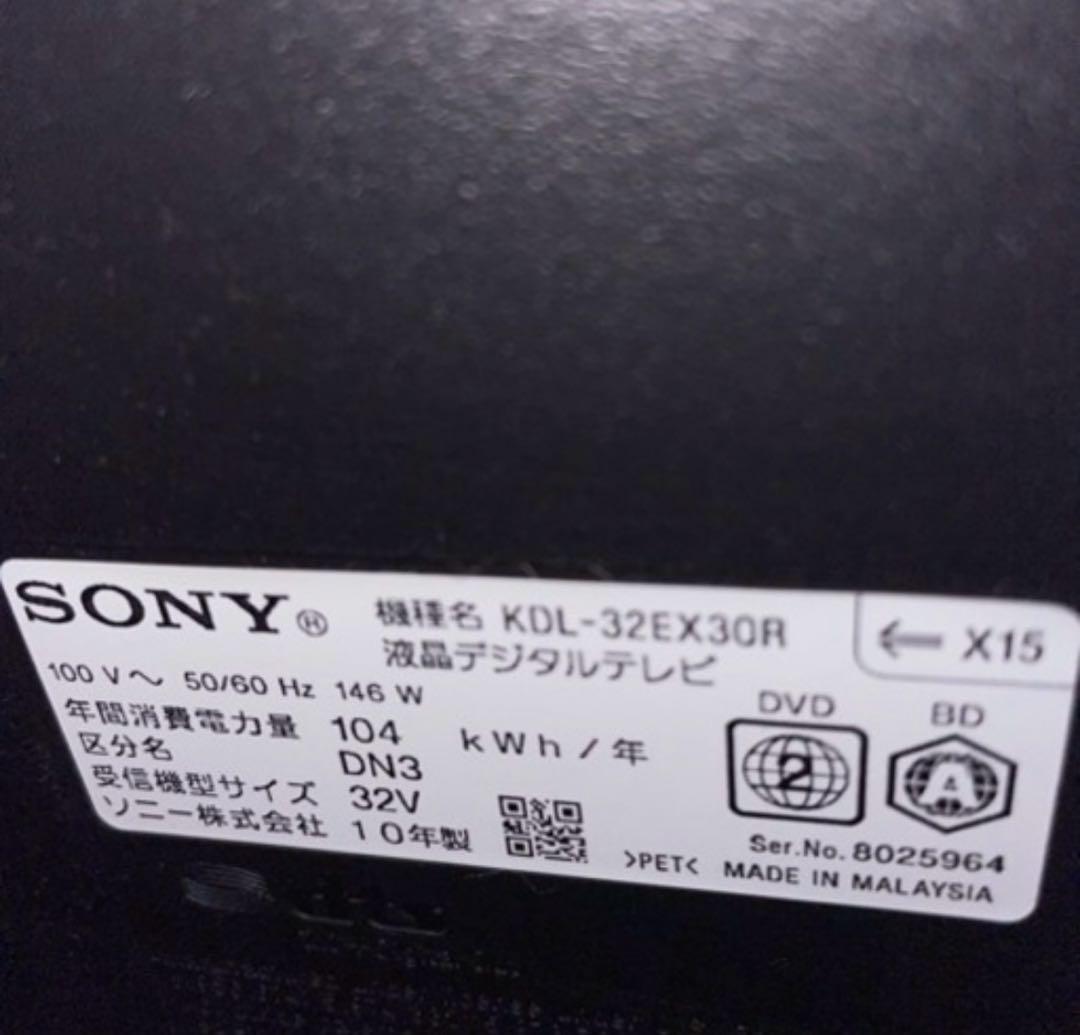 SONY®
機種名 KDL-32EX30R
液晶デジタルテレビ
← X15
100 V～ 50/60 Hz 146 W
年間消費電力量 104 kWh/年
区分名 DN3
受信機型サイズ 32V
ソニー株式会社 10年製
DVD
2
BD
A
Ser.No. 8025964
>PET< MADE IN MALAYSIA